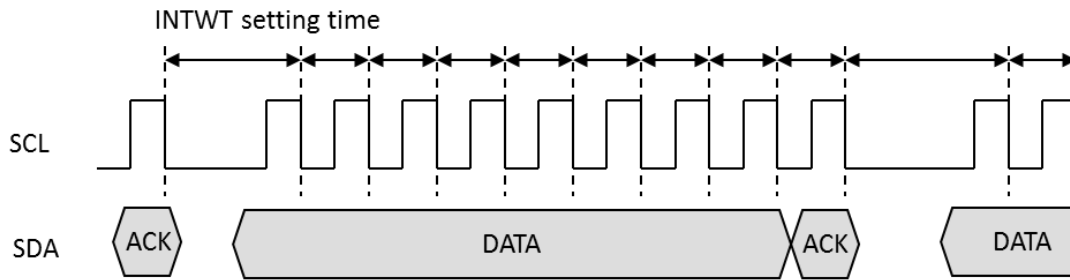 INTWT setting time
SCL
SDA
ACK
DATA
ACK
DATA